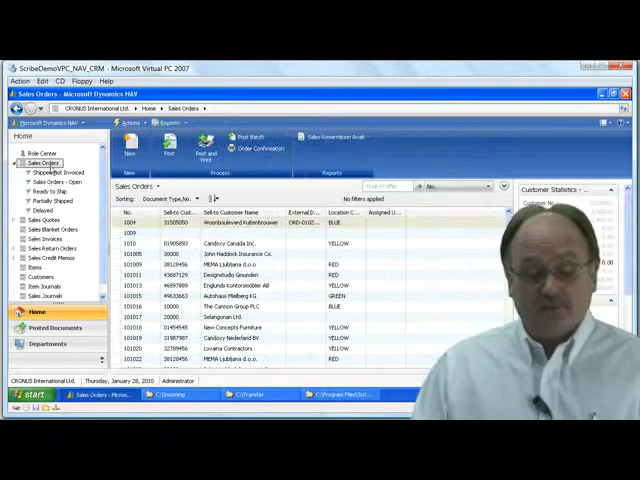 ScribeDemoVPC_NAV_CRM - Microsoft Virtual PC 2007
Action Edit CD Floppy Help
Sales Orders - Microsoft Dynamics NAV
CRONUS International Ltd. Home Sales Orders
Microsoft Dynamics NAV Actions Reports
Home
Role Center
Sales Orders
Shipped Not Invoiced
Sales Orders - Open
Ready to Ship
Partially Shipped
Delayed
Sales Quotes
Sales Blanket Orders
Sales Invoices
Sales Return Orders
Sales Credit Memos
Items
Customers
Item Journals
Sales Journals
Home
Posted Documents
Departments
New Post Post and Print Post Batch
Order Confirmation
Sales Reservation Avail...
New Process Reports
Sales Orders
Type to filter No.
Sorting: Document Type,No. No filters applied
Customer Statistics -
No. Sell-to Cust... Sell-to Customer Name External D... Location C... Assigned U...
1004 31505050 Woonboulevard Kuitenbrouwer ORD-0102... BLUE
1009
1010 01905893 Candoxy Canada Inc. YELLOW
101005 30000 John Haddock Insurance Co.
101009 38128456 MEMA Ljubljana d.o.o RED
101011 43687129 Designstudio Gmunden RED
101013 46897889 Englunds Kontorsmöbler AB YELLOW
101015 49633663 Autohaus Mielberg KG GREEN
101016 10000 The Cannon Group PLC BLUE
101017 20000 Selangorian Ltd.
101018 01454545 New Concepts Furniture YELLOW
101019 31987987 Candoxy Nederland BV YELLOW
101020 32789456 Lovaina Contractors YELLOW
101022 38128456 MEMA Ljubljana d.o.o RED
CRONUS International Ltd. Thursday, January 28, 2010 Administrator
start Sales Orders - Micros... C:\Incoming C:\Transfer C:\Program Files\Scri...